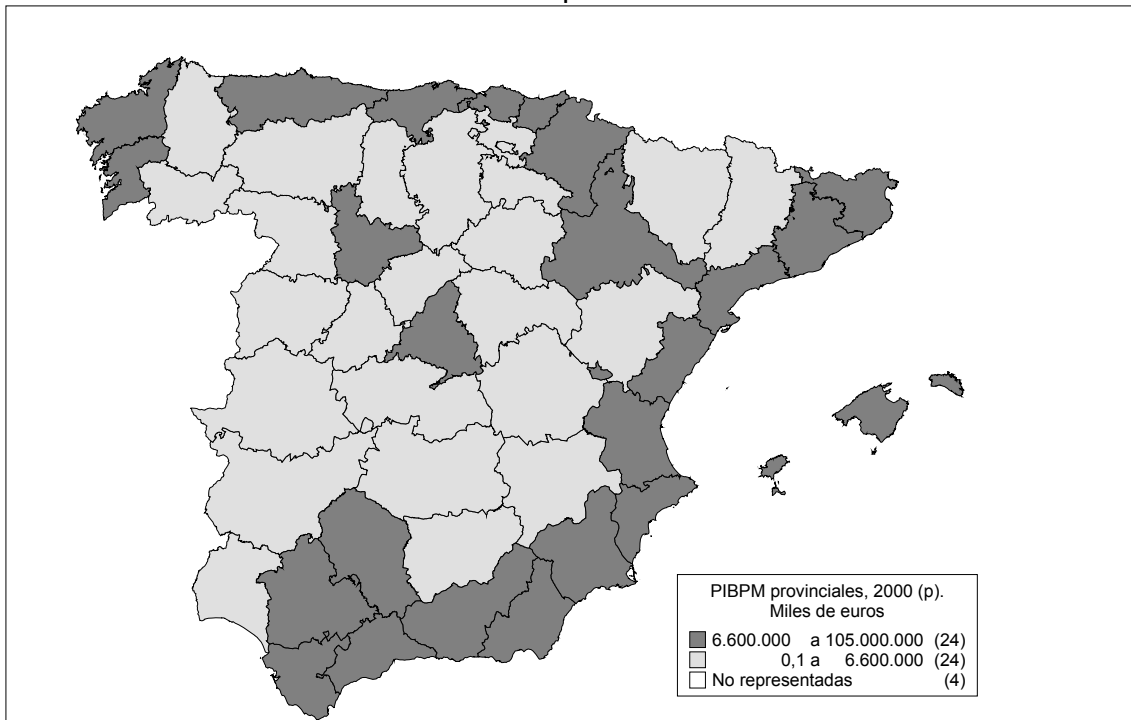 PIBPM provinciales, 2000 (p).
Miles de euros
6.600.000 a 105.000.000 (24)
0,1 a 6.600.000 (24)
No representadas (4)